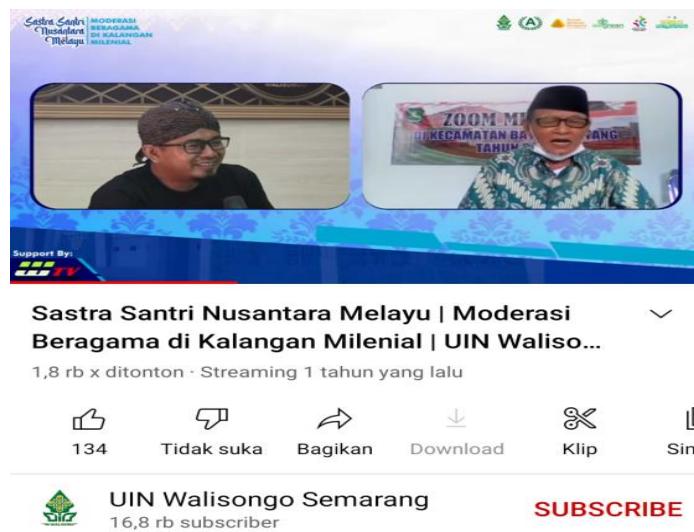 Sastra Santri
Nusantara
Melayu
MODERASI
BERAGAMA
DI KALANGAN
MILENIAL
ZOOM
DI KECAMATAN
TAHUN
Support By:
TV
Sastra Santri Nusantara Melayu | Moderasi
Beragama di Kalangan Milenial | UIN Waliso...
1,8 rb x ditonton · Streaming 1 tahun yang lalu
134 Tidak suka Bagikan Download Klip Sin
UIN Walisongo Semarang
16,8 rb subscriber
SUBSCRIBE